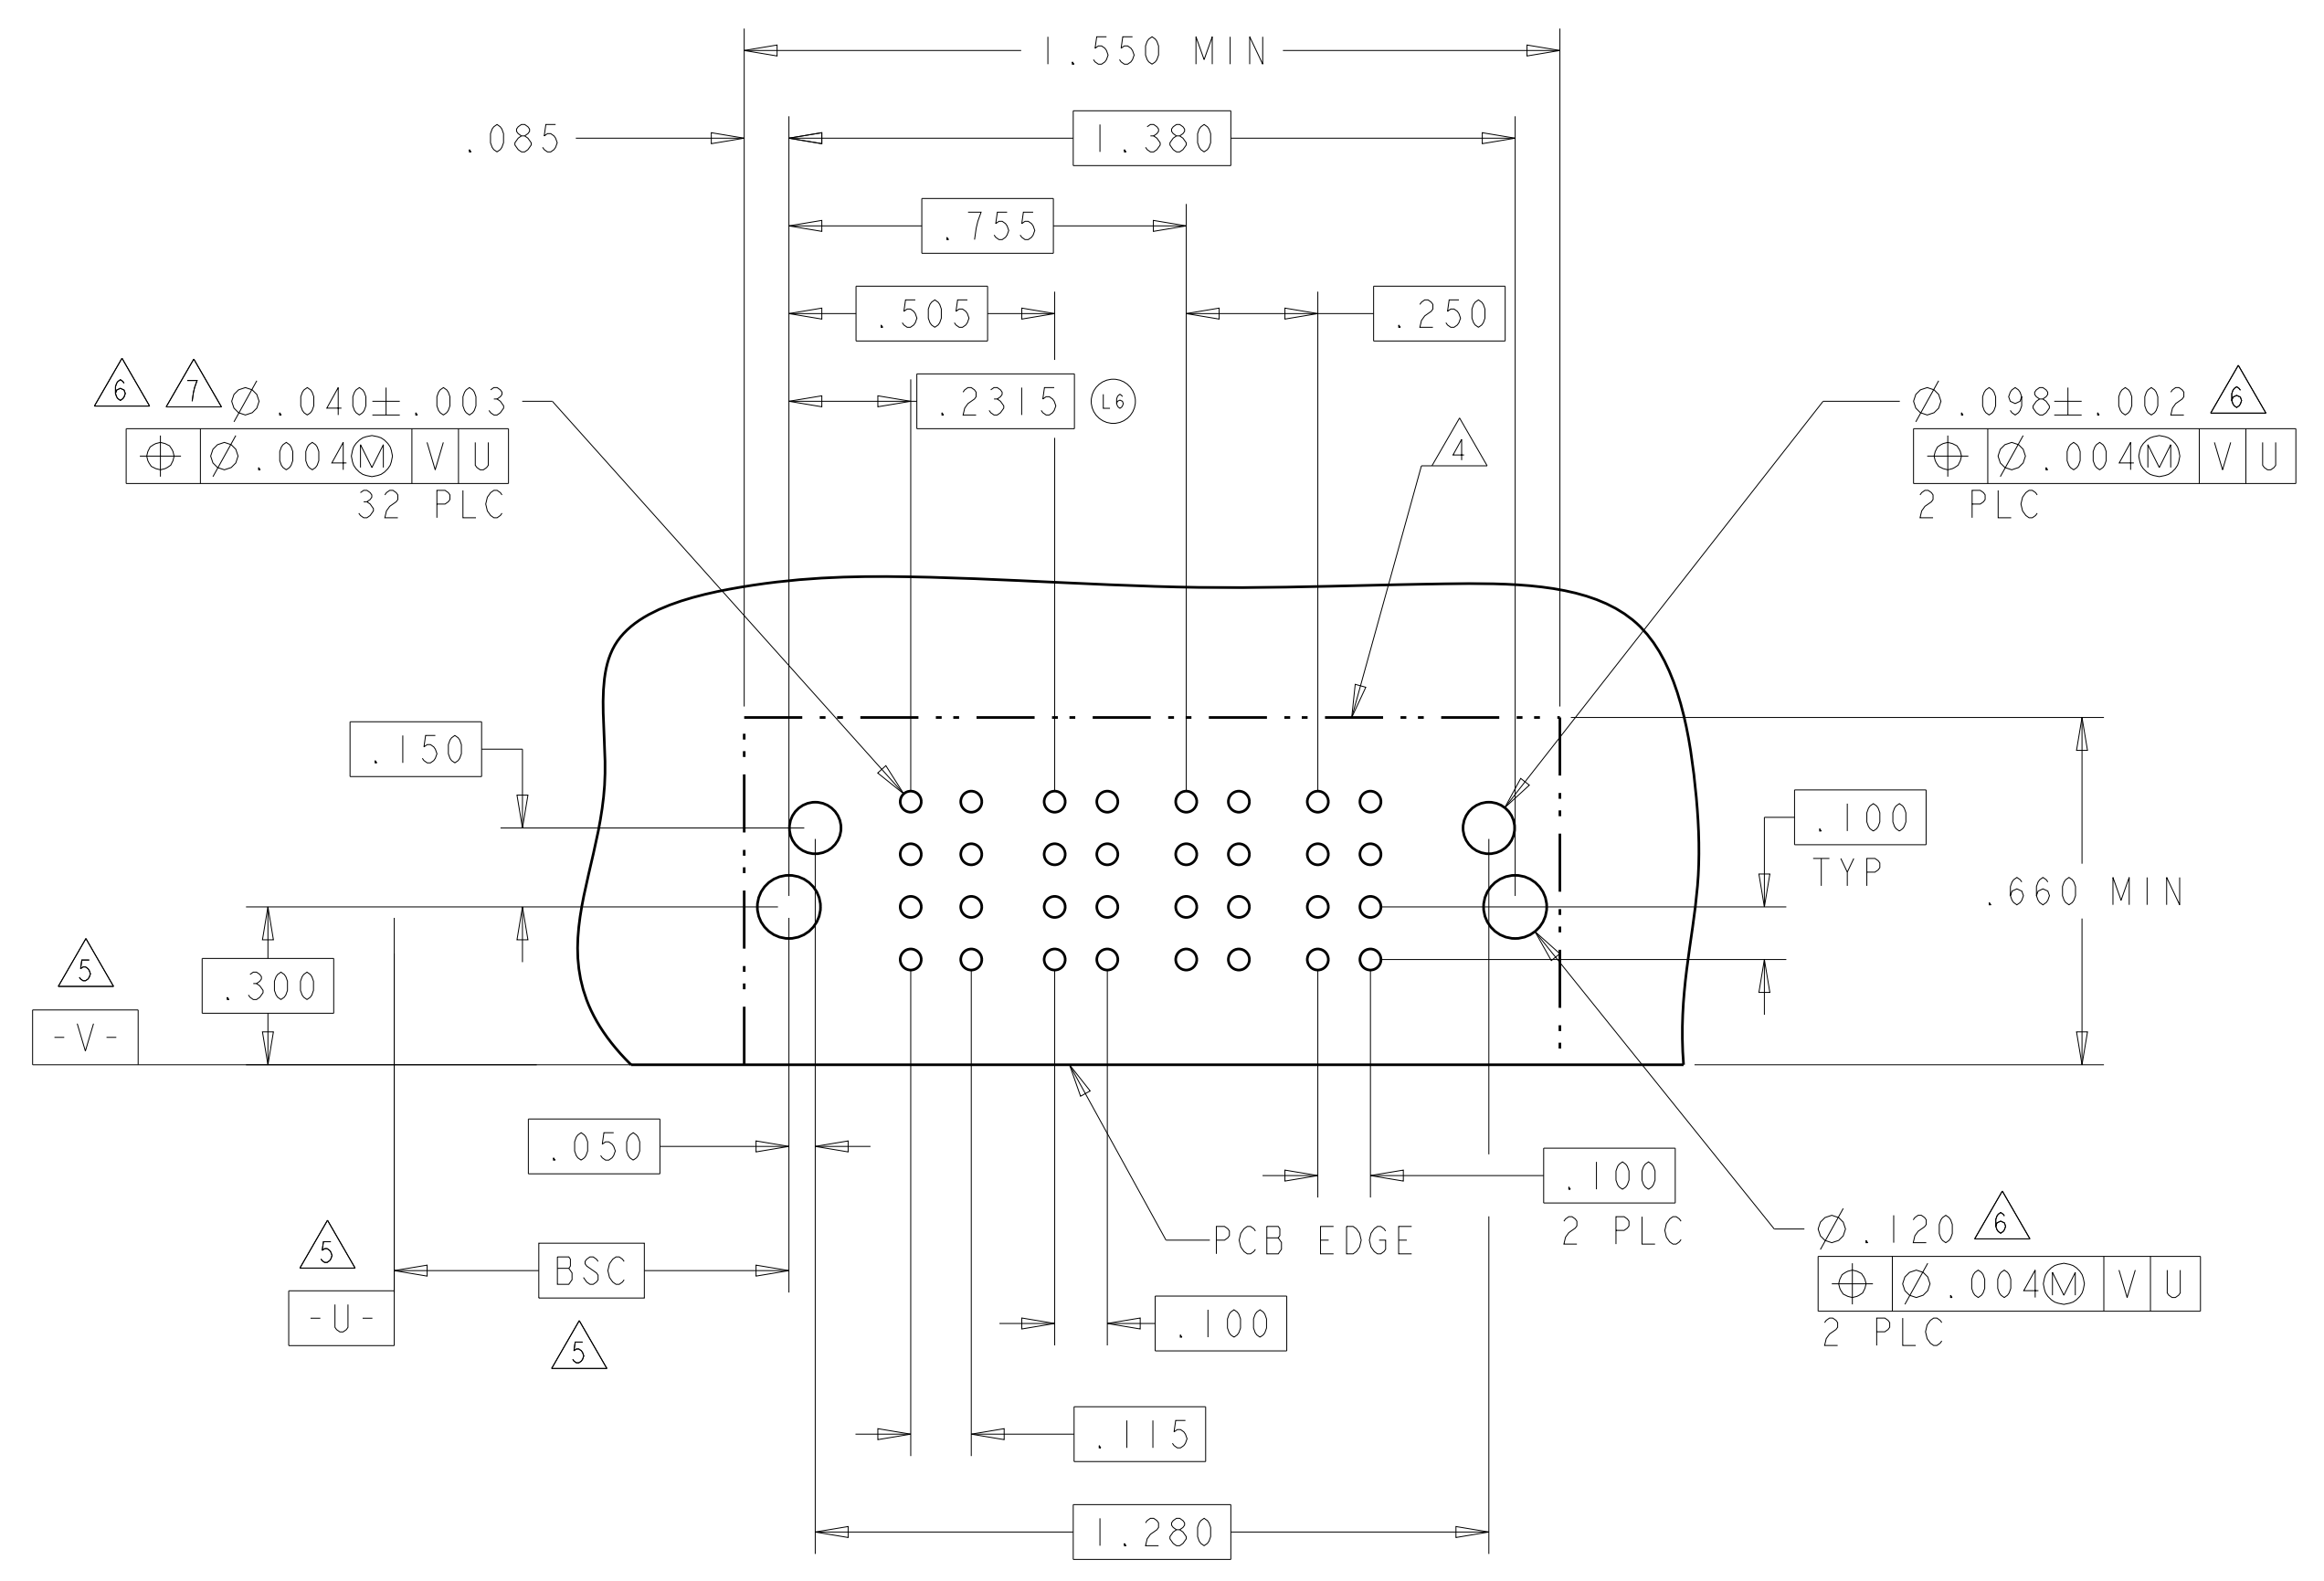 1.550 MIN
.085
1.380
.755
.505
.250
.2315 L6
6 7 ⌀.040±.003
⌖ ⌀.004Ⓜ V U
32 PLC
⌀.098±.002 6
⌖ ⌀.004Ⓜ V U
2 PLC
4
.150
.100
TYP
.660 MIN
5
.300
-V-
.050
.100
2 PLC
PCB EDGE
⌀.120 6
⌖ ⌀.004Ⓜ V U
2 PLC
5
BSC
-U-
5
.100
.115
1.280